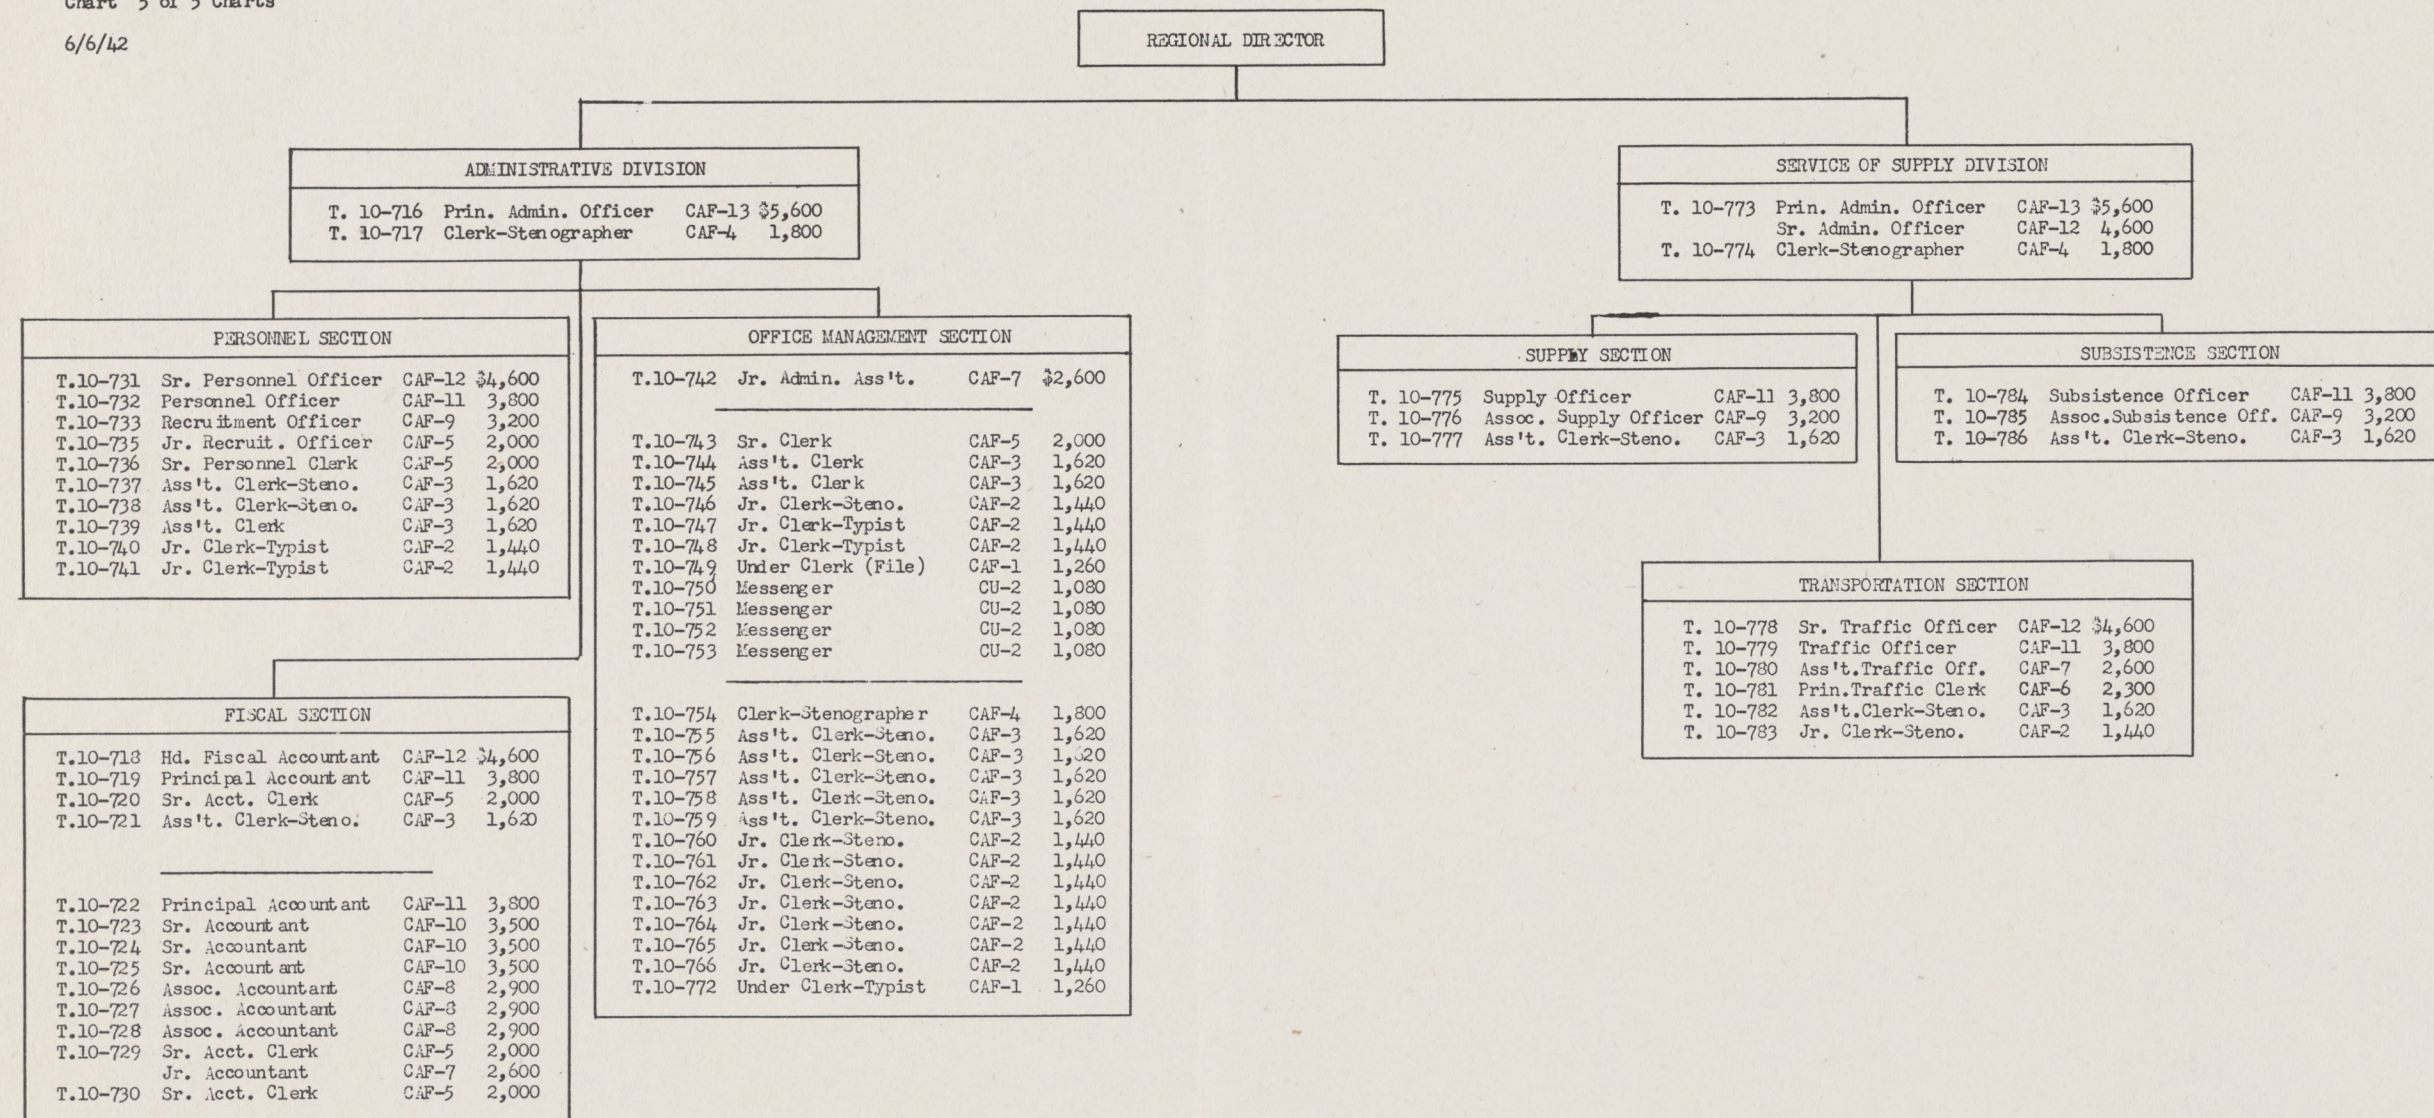 Chart 5 of 5 Charts
6/6/42
REGIONAL DIRECTOR
ADMINISTRATIVE DIVISION
T. 10-716 Prin. Admin. Officer CAF-13 $5,600
T. 10-717 Clerk-Stenographer CAF-4 1,800
PERSONNEL SECTION
T.10-731 Sr. Personnel Officer CAF-12 $4,600
T.10-732 Personnel Officer CAF-11 3,800
T.10-733 Recruitment Officer CAF-9 3,200
T.10-735 Jr. Recruit. Officer CAF-5 2,000
T.10-736 Sr. Personnel Clerk CAF-5 2,000
T.10-737 Ass't. Clerk-Steno. CAF-3 1,620
T.10-738 Ass't. Clerk-Steno. CAF-3 1,620
T.10-739 Ass't. Clerk CAF-3 1,620
T.10-740 Jr. Clerk-Typist CAF-2 1,440
T.10-741 Jr. Clerk-Typist CAF-2 1,440
FISCAL SECTION
T.10-718 Hd. Fiscal Accountant CAF-12 $4,600
T.10-719 Principal Accountant CAF-11 3,800
T.10-720 Sr. Acct. Clerk CAF-5 2,000
T.10-721 Ass't. Clerk-Steno. CAF-3 1,620
T.10-722 Principal Accountant CAF-11 3,800
T.10-723 Sr. Accountant CAF-10 3,500
T.10-724 Sr. Accountant CAF-10 3,500
T.10-725 Sr. Accountant CAF-10 3,500
T.10-726 Assoc. Accountant CAF-8 2,900
T.10-727 Assoc. Accountant CAF-8 2,900
T.10-728 Assoc. Accountant CAF-8 2,900
T.10-729 Sr. Acct. Clerk CAF-5 2,000
Jr. Accountant CAF-7 2,600
T.10-730 Sr. Acct. Clerk CAF-5 2,000
OFFICE MANAGEMENT SECTION
T.10-742 Jr. Admin. Ass't. CAF-7 $2,600
T.10-743 Sr. Clerk CAF-5 2,000
T.10-744 Ass't. Clerk CAF-3 1,620
T.10-745 Ass't. Clerk CAF-3 1,620
T.10-746 Jr. Clerk-Steno. CAF-2 1,440
T.10-747 Jr. Clerk-Typist CAF-2 1,440
T.10-748 Jr. Clerk-Typist CAF-2 1,440
T.10-749 Under Clerk (File) CAF-1 1,260
T.10-750 Messenger CU-2 1,080
T.10-751 Messenger CU-2 1,080
T.10-752 Messenger CU-2 1,080
T.10-753 Messenger CU-2 1,080
T.10-754 Clerk-Stenographer CAF-4 1,800
T.10-755 Ass't. Clerk-Steno. CAF-3 1,620
T.10-756 Ass't. Clerk-Steno. CAF-3 1,620
T.10-757 Ass't. Clerk-Steno. CAF-3 1,620
T.10-758 Ass't. Clerk-Steno. CAF-3 1,620
T.10-759 Ass't. Clerk-Steno. CAF-3 1,620
T.10-760 Jr. Clerk-Steno. CAF-2 1,440
T.10-761 Jr. Clerk-Steno. CAF-2 1,440
T.10-762 Jr. Clerk-Steno. CAF-2 1,440
T.10-763 Jr. Clerk-Steno. CAF-2 1,440
T.10-764 Jr. Clerk-Steno. CAF-2 1,440
T.10-765 Jr. Clerk-Steno. CAF-2 1,440
T.10-766 Jr. Clerk-Steno. CAF-2 1,440
T.10-772 Under Clerk-Typist CAF-1 1,260
SERVICE OF SUPPLY DIVISION
T. 10-773 Prin. Admin. Officer CAF-13 $5,600
Sr. Admin. Officer CAF-12 4,600
T. 10-774 Clerk-Stenographer CAF-4 1,800
SUPPLY SECTION
T. 10-775 Supply Officer CAF-11 3,800
T. 10-776 Assoc. Supply Officer CAF-9 3,200
T. 10-777 Ass't. Clerk-Steno. CAF-3 1,620
SUBSISTENCE SECTION
T. 10-784 Subsistence Officer CAF-11 3,800
T. 10-785 Assoc.Subsistence Off. CAF-9 3,200
T. 10-786 Ass't. Clerk-Steno. CAF-3 1,620
TRANSPORTATION SECTION
T. 10-778 Sr. Traffic Officer CAF-12 $4,600
T. 10-779 Traffic Officer CAF-11 3,800
T. 10-780 Ass't.Traffic Off. CAF-7 2,600
T. 10-781 Prin.Traffic Clerk CAF-6 2,300
T. 10-782 Ass't.Clerk-Steno. CAF-3 1,620
T. 10-783 Jr. Clerk-Steno. CAF-2 1,440